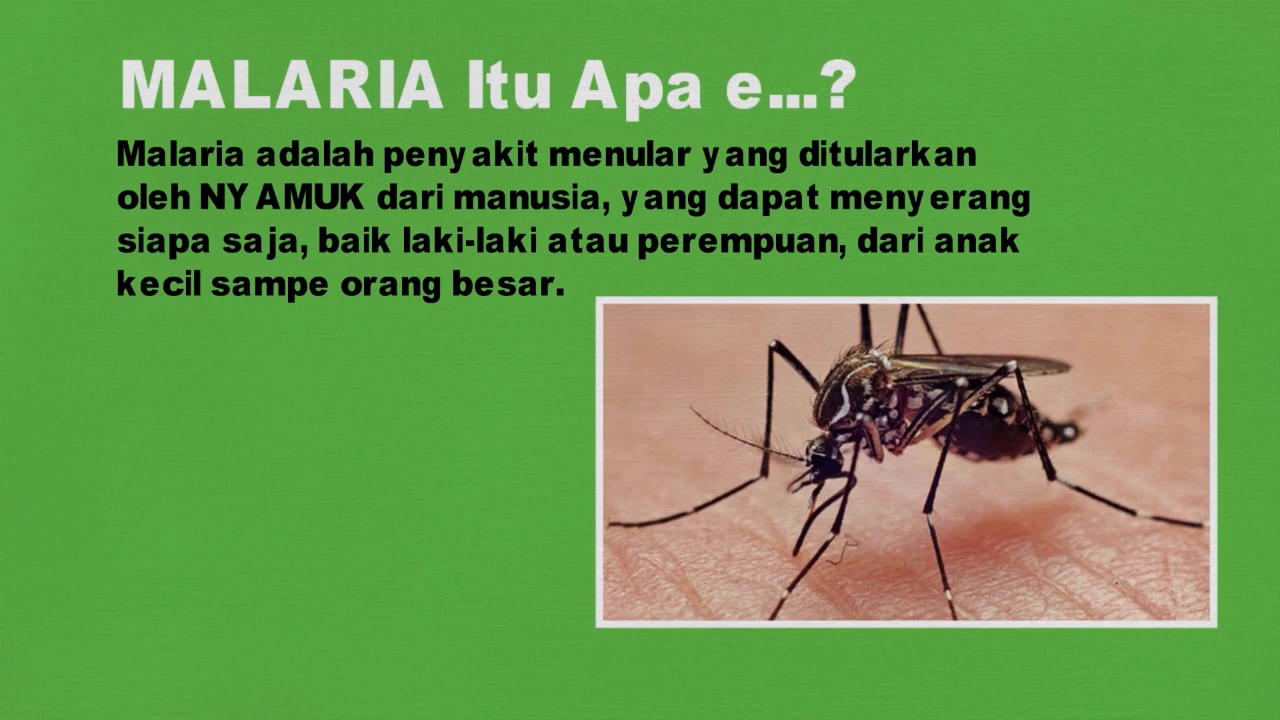 MALARIA Itu Apa e...?
Malaria adalah penyakit menular yang ditularkan
oleh NYAMUK dari manusia, yang dapat menyerang
siapa saja, baik laki-laki atau perempuan, dari anak
kecil sampe orang besar.